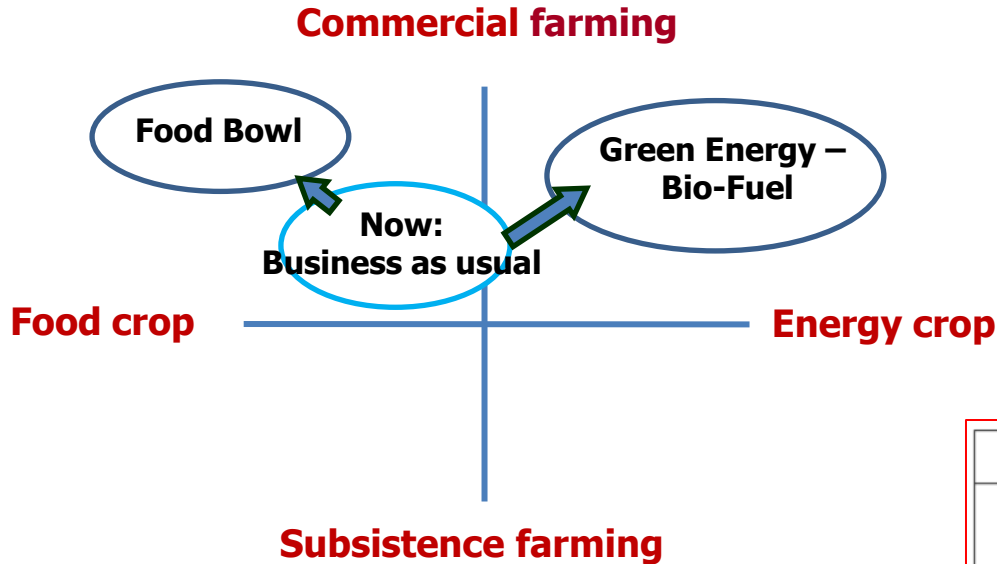 Commercial farming
Food Bowl
Green Energy –
Bio-Fuel
Now:
Business as usual
Food crop
Energy crop
Subsistence farming